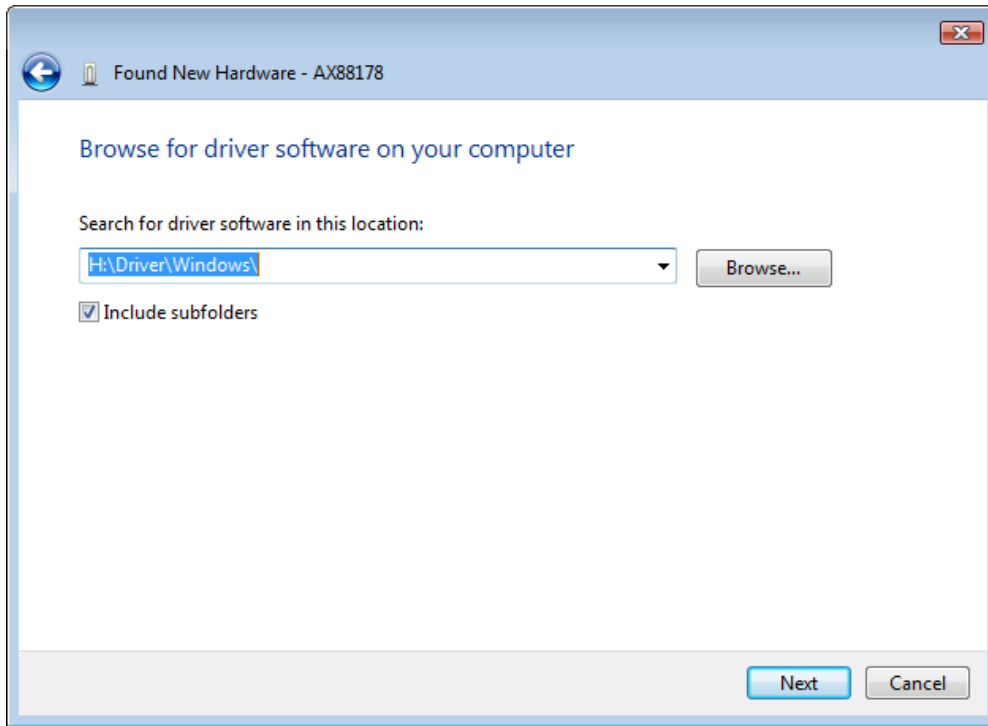 Found New Hardware - AX88178
Browse for driver software on your computer
Search for driver software in this location:
H:\Driver\Windows\
Browse...
Include subfolders
Next
Cancel